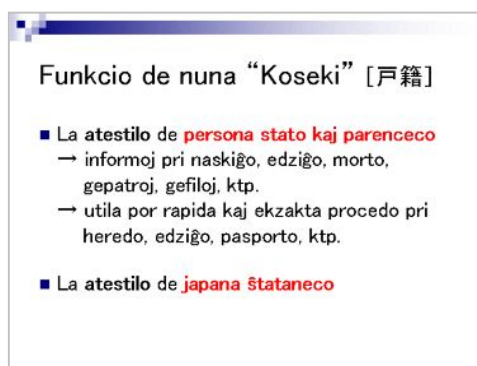 Funkcio de nuna “Koseki” [戸籍]
■ La atestilo de persona stato kaj parenceco
→ informoj pri naskiĝo, edziĝo, morto,
gepatroj, gefiloj, ktp.
→ utila por rapida kaj ekzakta procedo pri
heredo, edziĝo, pasporto, ktp.
■ La atestilo de japana ŝtataneco